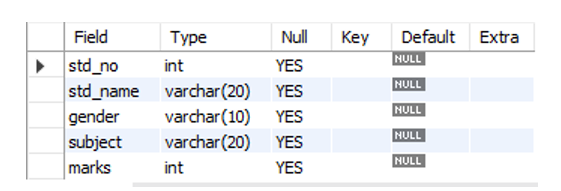 Field Type Null Key Default Extra
std_no int YES NULL
std_name varchar(20) YES NULL
gender varchar(10) YES NULL
subject varchar(20) YES NULL
marks int YES NULL